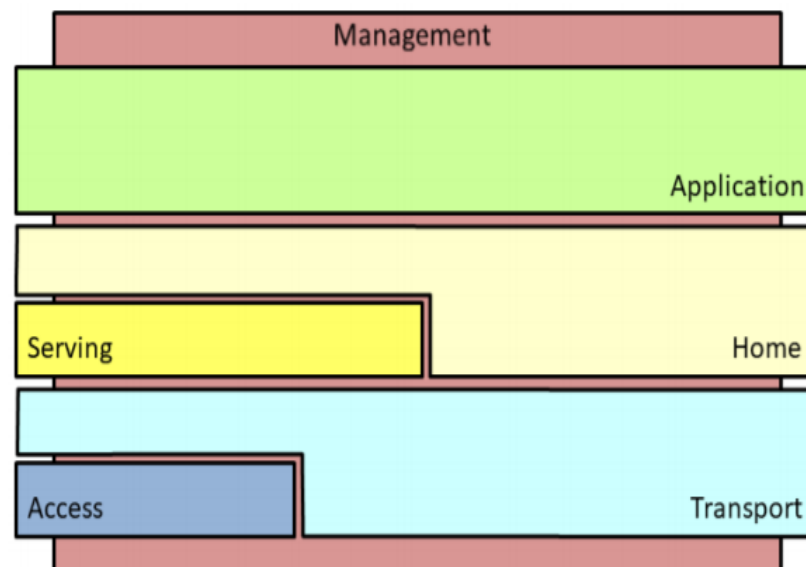 Management
Application
Serving
Home
Access
Transport